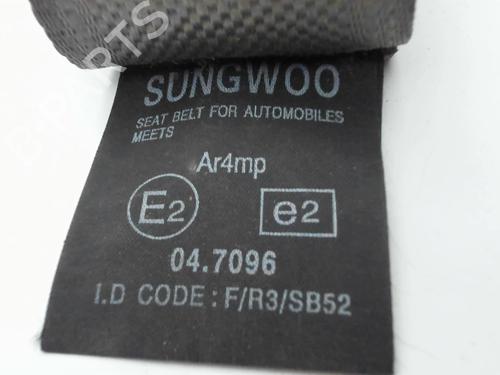 SUNGWOO
SEAT BELT FOR AUTOMOBILES
MEETS
Ar4mp
E2 e2
04.7096
I.D CODE : F/R3/SB52